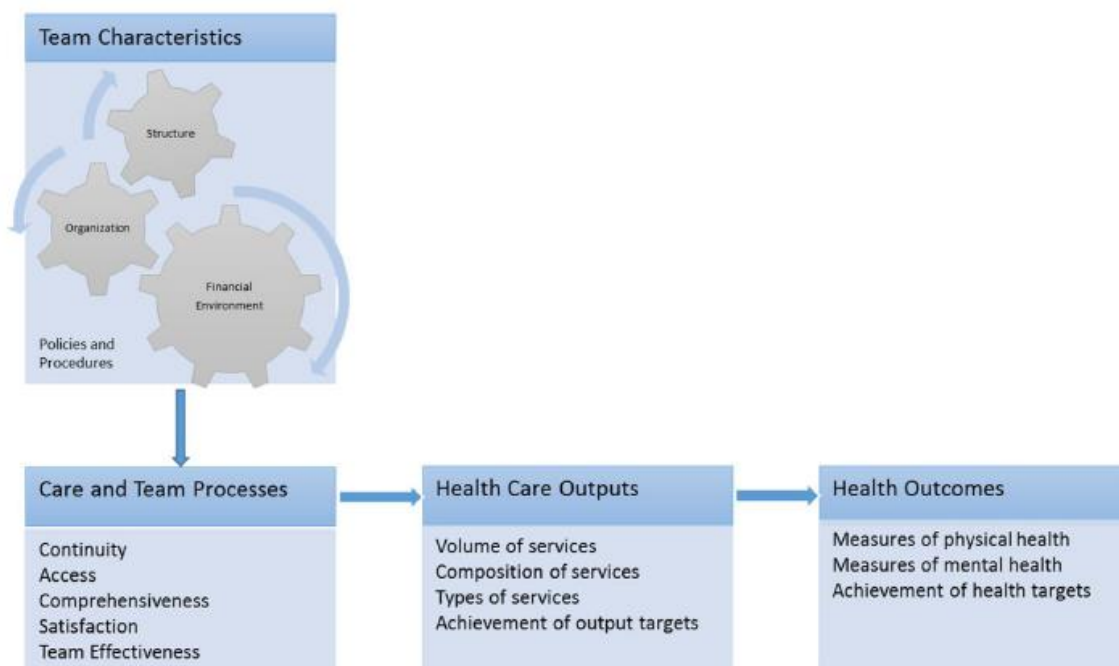 Team Characteristics
Structure
Organization
Financial
Environment
Policies and
Procedures
Care and Team Processes
Continuity
Access
Comprehensiveness
Satisfaction
Team Effectiveness
Health Care Outputs
Volume of services
Composition of services
Types of services
Achievement of output targets
Health Outcomes
Measures of physical health
Measures of mental health
Achievement of health targets